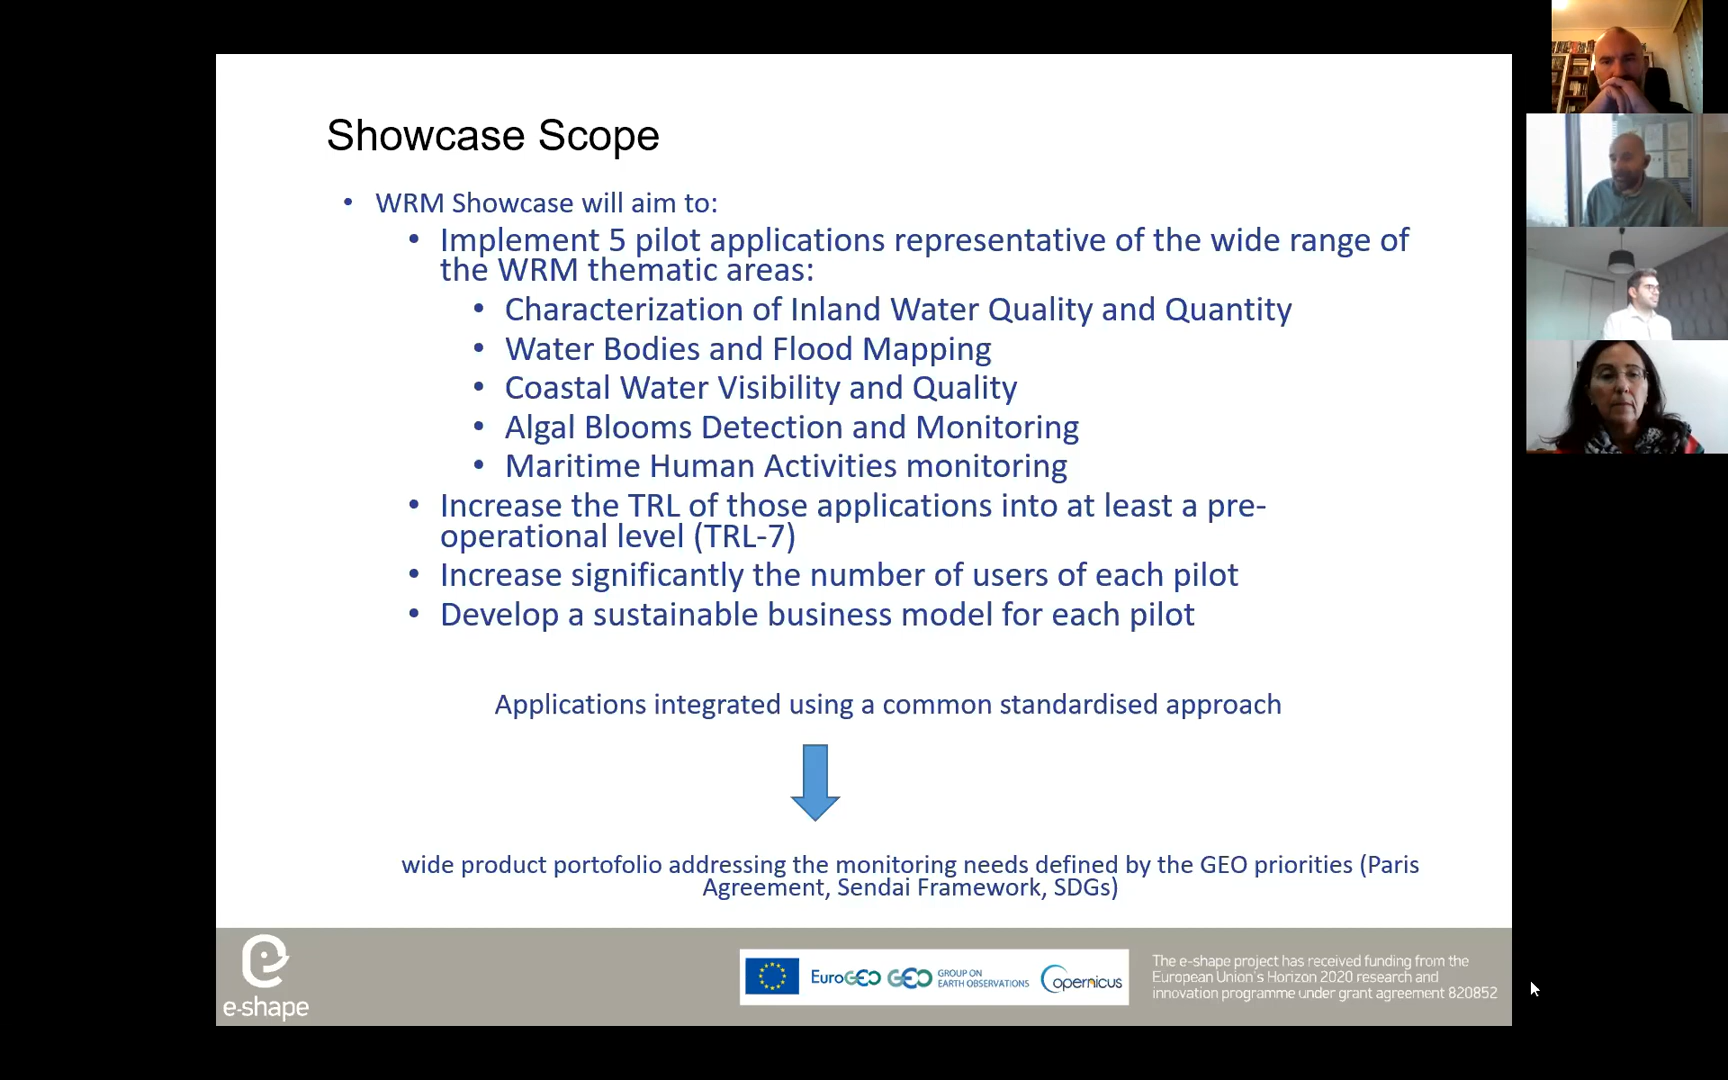 Showcase Scope
• WRM Showcase will aim to:
• Implement 5 pilot applications representative of the wide range of
the WRM thematic areas:
• Characterization of Inland Water Quality and Quantity
• Water Bodies and Flood Mapping
• Coastal Water Visibility and Quality
• Algal Blooms Detection and Monitoring
• Maritime Human Activities monitoring
• Increase the TRL of those applications into at least a pre-
operational level (TRL-7)
• Increase significantly the number of users of each pilot
• Develop a sustainable business model for each pilot
Applications integrated using a common standardised approach
wide product portofolio addressing the monitoring needs defined by the GEO priorities (Paris
Agreement, Sendai Framework, SDGs)
e-shape
EuroGEO
GEO
GROUP ON
EARTH OBSERVATIONS
Copernicus
The e-shape project has received funding from the
European Union's Horizon 2020 research and
innovation programme under grant agreement 820852